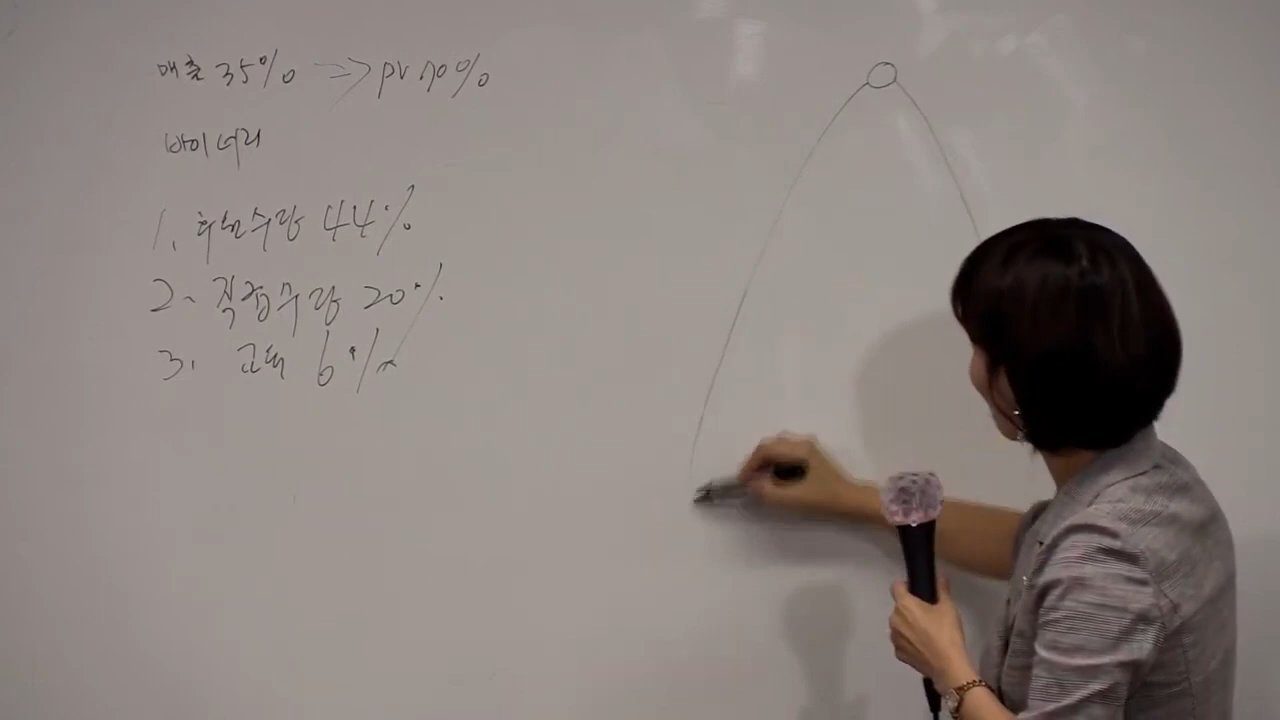 매출 35% => pv 70%
바이너리
1. 후원수당 44%
2. 직접수당 20%
3. 교육 6%